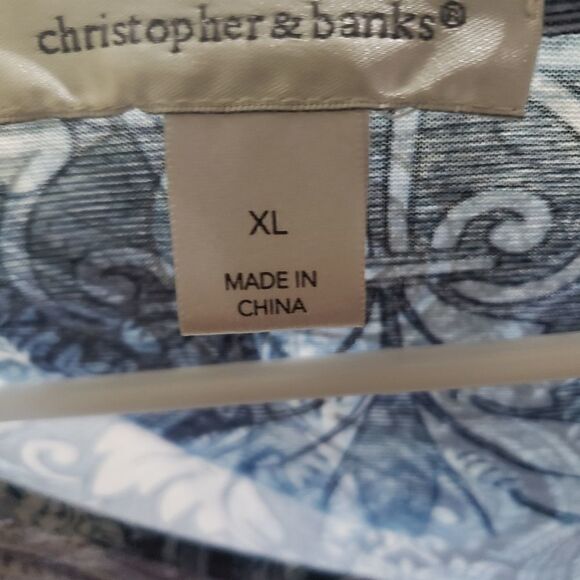 christopher & banks®
XL
MADE IN
CHINA